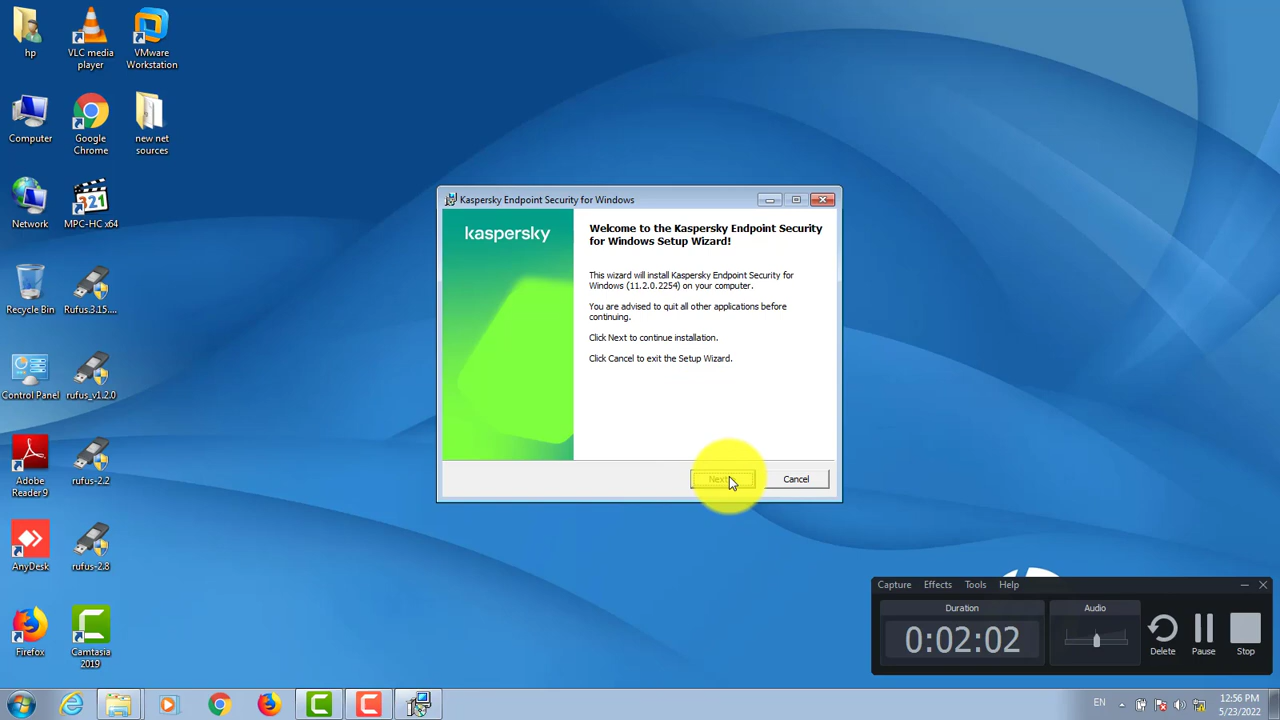 hp
VLC media
player
VMware
Workstation
Computer
Google
Chrome
new net
sources
Network
MPC-HC x64
Recycle Bin
Rufus.3.15....
Control Panel
rufus_v1.2.0
Adobe
Reader 9
rufus-2.2
AnyDesk
rufus-2.8
Firefox
Camtasia
2019
Kaspersky Endpoint Security for Windows
kaspersky
Welcome to the Kaspersky Endpoint Security
for Windows Setup Wizard!
This wizard will install Kaspersky Endpoint Security for
Windows (11.2.0.2254) on your computer.
You are advised to quit all other applications before
continuing.
Click Next to continue installation.
Click Cancel to exit the Setup Wizard.
Next
Cancel
Capture Effects Tools Help
Duration
Audio
0:02:02
Delete
Pause
Stop
EN
12:56 PM
5/23/2022